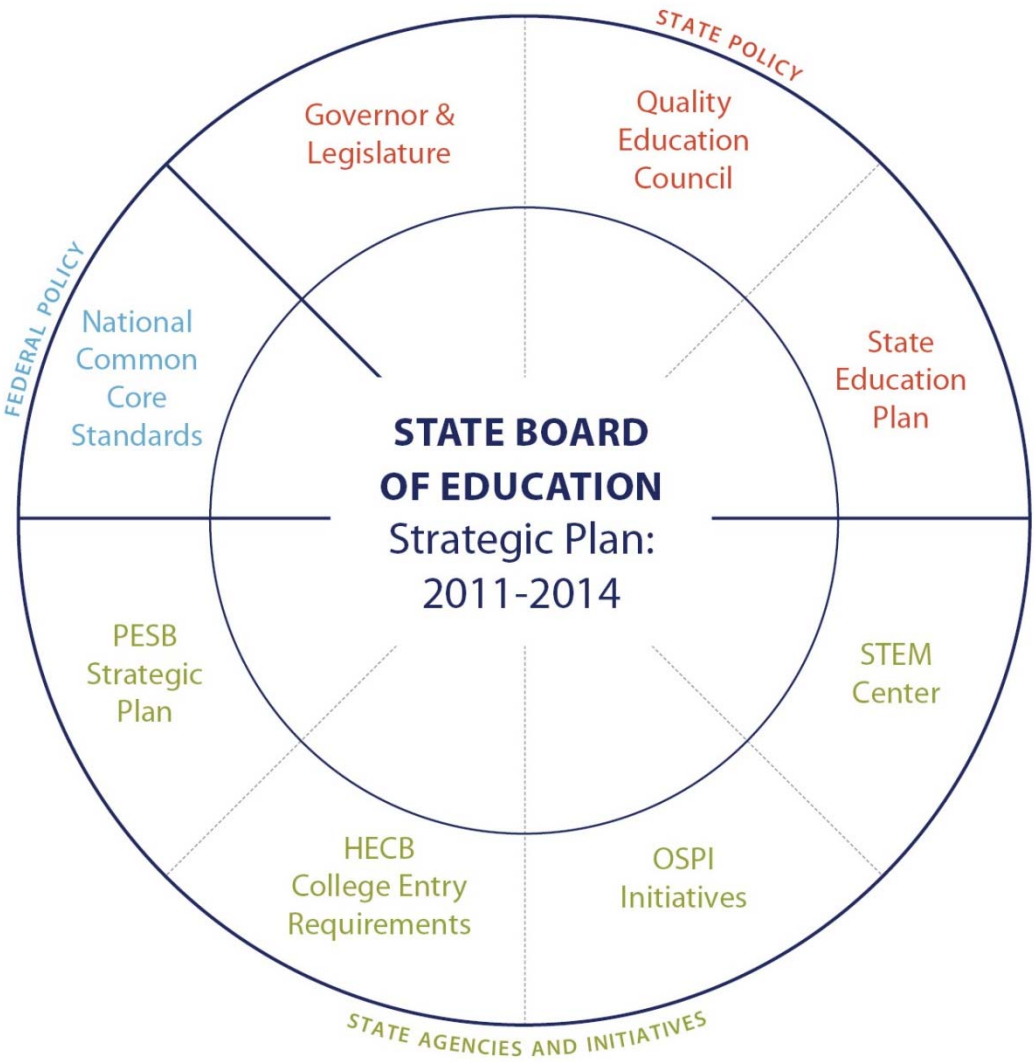 STATE POLICY
Governor &
Legislature
Quality
Education
Council
State
Education
Plan
FEDERAL POLICY
National
Common
Core
Standards
STATE BOARD
OF EDUCATION
Strategic Plan:
2011-2014
PESB
Strategic
Plan
STEM
Center
HECB
College Entry
Requirements
OSPI
Initiatives
STATE AGENCIES AND INITIATIVES